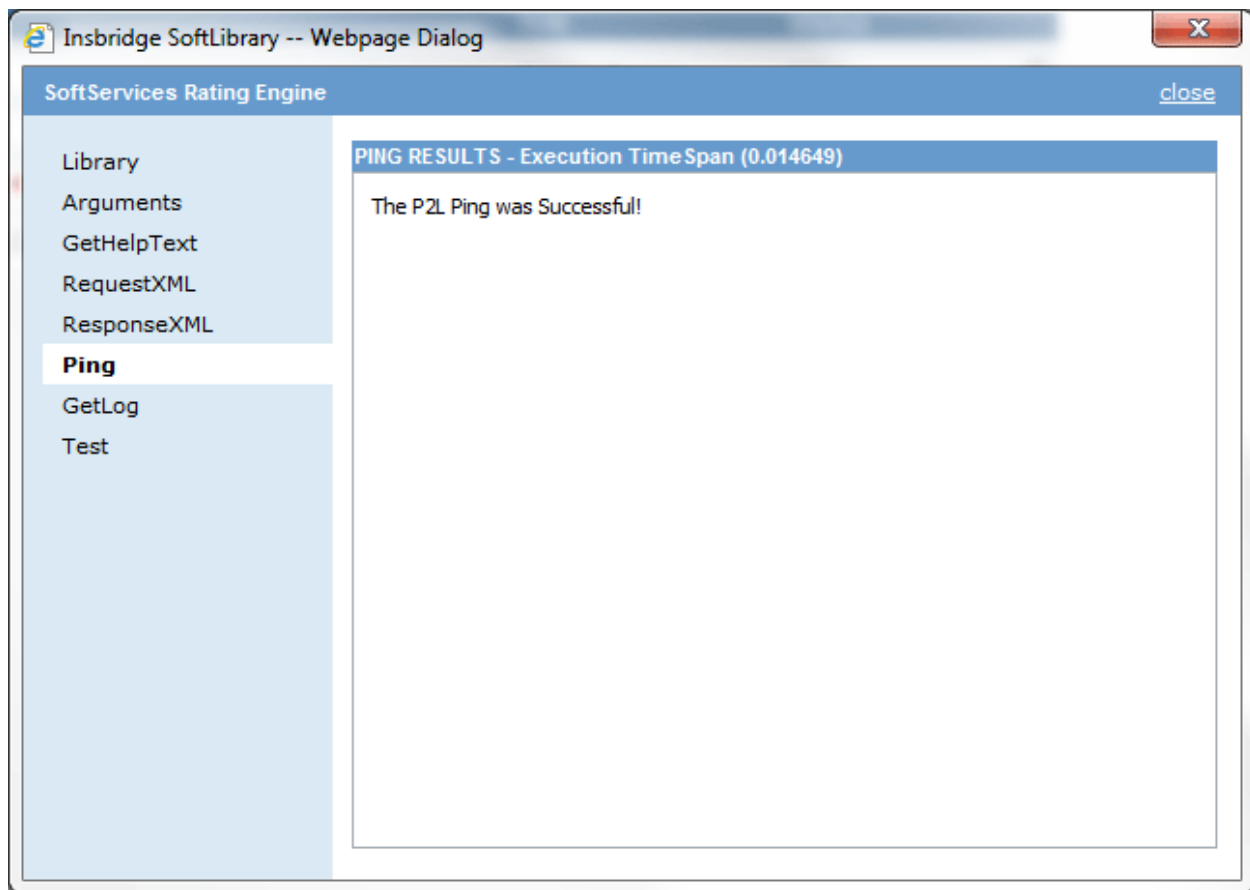 Insbridge SoftLibrary -- Webpage Dialog
X
SoftServices Rating Engine
close
Library
Arguments
GetHelpText
RequestXML
ResponseXML
Ping
GetLog
Test
PING RESULTS - Execution TimeSpan (0.014649)
The P2L Ping was Successful!